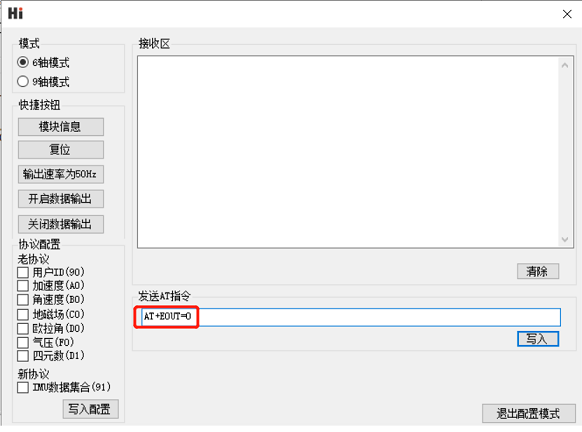 Hi
模式
6轴模式
9轴模式
快捷按钮
模块信息
复位
输出速率为50Hz
开启数据输出
关闭数据输出
协议配置
老协议
用户ID(90)
加速度(A0)
角速度(B0)
地磁场(C0)
欧拉角(D0)
气压(F0)
四元数(D1)
新协议
IMU数据集合(91)
写入配置
接收区
清除
发送AT指令
AT+EOUT=0
写入
退出配置模式